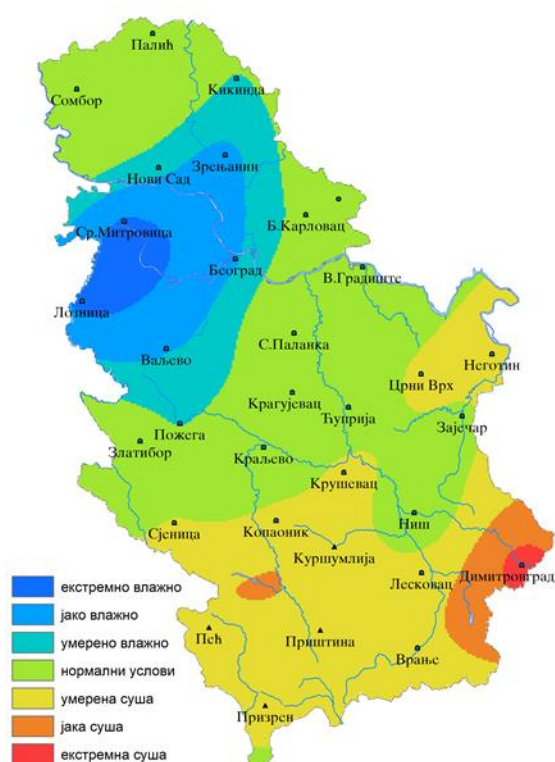 Палић
Кикинда
Сомбор
Зрењанин
Нови Сад
Б.Карловац
Ср.Митровица
Београд
В.Градиште
Лозница
С.Паланка
Ваљево
Неготин
Црни Врх
Крагујевац
Ћуприја
Зајечар
Пожега
Златибор
Краљево
Крушевац
Ниш
Сјеница
Копаоник
Куршумлија
Димитровград
Лесковац
Пећ
Приштина
Врање
Призрен
екстремно влажно
јако влажно
умерено влажно
нормални услови
умерена суша
јака суша
екстремна суша